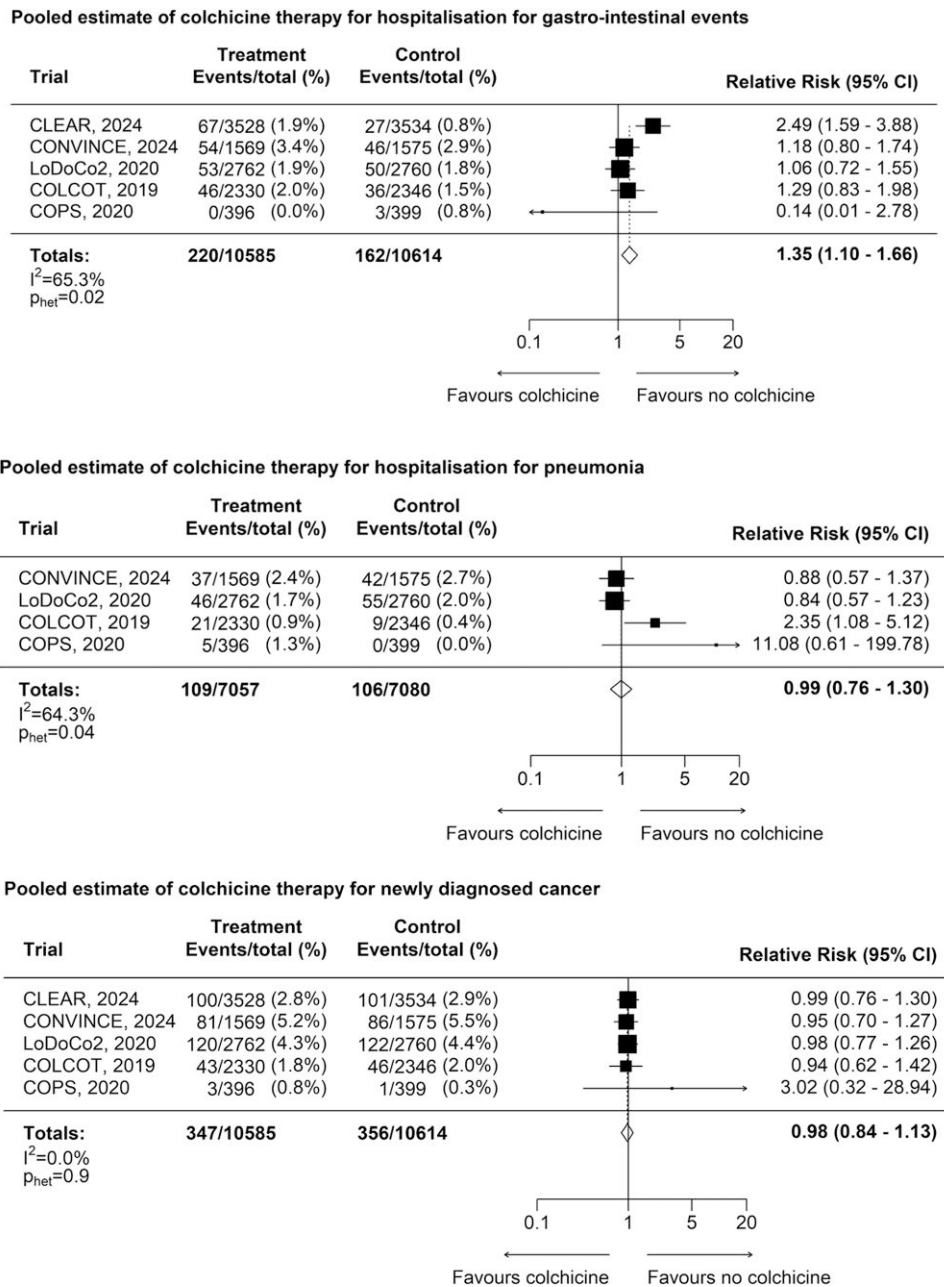 Pooled estimate of colchicine therapy for hospitalisation for gastro-intestinal events
Treatment Control
Trial Events/total (%) Events/total (%) Relative Risk (95% CI)
CLEAR, 2024 67/3528 (1.9%) 27/3534 (0.8%) 2.49 (1.59 - 3.88)
CONVINCE, 2024 54/1569 (3.4%) 46/1575 (2.9%) 1.18 (0.80 - 1.74)
LoDoCo2, 2020 53/2762 (1.9%) 50/2760 (1.8%) 1.06 (0.72 - 1.55)
COLCOT, 2019 46/2330 (2.0%) 36/2346 (1.5%) 1.29 (0.83 - 1.98)
COPS, 2020 0/396 (0.0%) 3/399 (0.8%) 0.14 (0.01 - 2.78)
Totals: 220/10585 162/10614 1.35 (1.10 - 1.66)
I²=65.3%
p_het=0.02
0.1 1 5 20
Favours colchicine Favours no colchicine
Pooled estimate of colchicine therapy for hospitalisation for pneumonia
Treatment Control
Trial Events/total (%) Events/total (%) Relative Risk (95% CI)
CONVINCE, 2024 37/1569 (2.4%) 42/1575 (2.7%) 0.88 (0.57 - 1.37)
LoDoCo2, 2020 46/2762 (1.7%) 55/2760 (2.0%) 0.84 (0.57 - 1.23)
COLCOT, 2019 21/2330 (0.9%) 9/2346 (0.4%) 2.35 (1.08 - 5.12)
COPS, 2020 5/396 (1.3%) 0/399 (0.0%) 11.08 (0.61 - 199.78)
Totals: 109/7057 106/7080 0.99 (0.76 - 1.30)
I²=64.3%
p_het=0.04
0.1 1 5 20
Favours colchicine Favours no colchicine
Pooled estimate of colchicine therapy for newly diagnosed cancer
Treatment Control
Trial Events/total (%) Events/total (%) Relative Risk (95% CI)
CLEAR, 2024 100/3528 (2.8%) 101/3534 (2.9%) 0.99 (0.76 - 1.30)
CONVINCE, 2024 81/1569 (5.2%) 86/1575 (5.5%) 0.95 (0.70 - 1.27)
LoDoCo2, 2020 120/2762 (4.3%) 122/2760 (4.4%) 0.98 (0.77 - 1.26)
COLCOT, 2019 43/2330 (1.8%) 46/2346 (2.0%) 0.94 (0.62 - 1.42)
COPS, 2020 3/396 (0.8%) 1/399 (0.3%) 3.02 (0.32 - 28.94)
Totals: 347/10585 356/10614 0.98 (0.84 - 1.13)
I²=0.0%
p_het=0.9
0.1 1 5 20
Favours colchicine Favours no colchicine